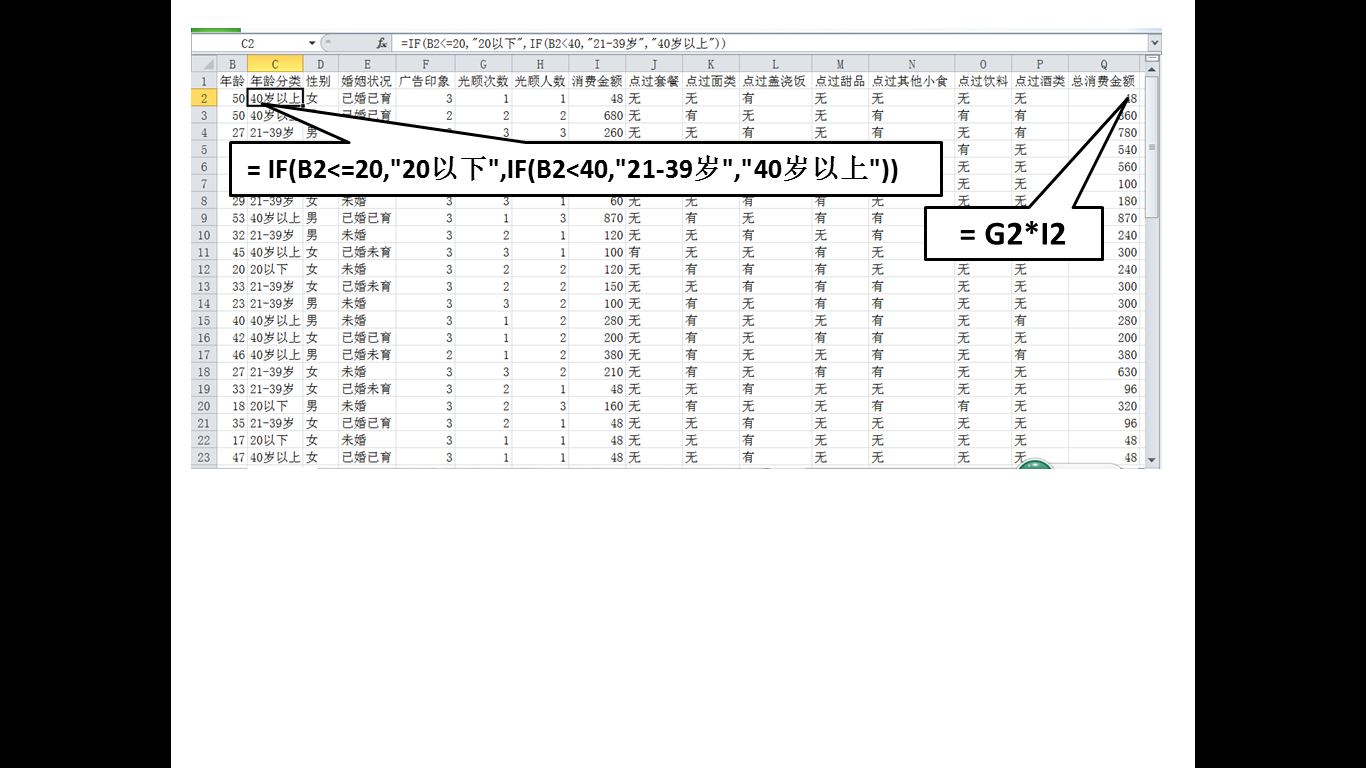 C2 fx =IF(B2<=20,"20以下",IF(B2<40,"21-39岁","40岁以上"))
B C D E F G H I J K L M N O P Q
1 年龄 年龄分类 性别 婚姻状况 广告印象 光顾次数 光顾人数 消费金额 点过套餐 点过面类 点过盖浇饭 点过甜品 点过其他小食 点过饮料 点过酒类 总消费金额
2 50 40岁以上 女 已婚已育 3 1 1 48 无 无 有 无 无 无 无 48
3 50 40岁以上 已婚已育 2 2 2 680 无 有 无 无 有 有 有
4 27 21-39岁 男 3 3 260 无 无 有 无 有 无 有 780
5 有 无 540
= IF(B2<=20,"20以下",IF(B2<40,"21-39岁","40岁以上"))
6 无 无 560
7 无 无 100
8 29 21-39岁 女 未婚 3 3 1 60 无 无 有 有 无 无 无 180
9 53 40岁以上 男 已婚已育 3 1 3 870 无 有 无 有 有 870
= G2*I2
10 32 21-39岁 男 未婚 3 2 1 120 无 无 有 无 有 240
11 45 40岁以上 女 已婚未育 3 3 1 100 有 无 无 有 无 300
12 20 20以下 女 未婚 3 2 2 120 无 有 有 有 无 无 无 240
13 33 21-39岁 女 已婚未育 3 2 2 150 无 无 有 有 有 无 无 300
14 23 21-39岁 男 未婚 3 3 2 100 无 有 无 无 有 无 无 300
15 40 40岁以上 男 未婚 3 1 2 280 无 有 无 无 有 无 有 280
16 42 40岁以上 女 已婚已育 3 1 2 200 无 有 无 有 有 无 无 200
17 46 40岁以上 男 已婚未育 2 1 2 380 无 有 无 无 有 无 有 380
18 27 21-39岁 女 未婚 3 3 2 210 无 有 无 有 有 无 无 630
19 33 21-39岁 女 已婚未育 3 2 1 48 无 无 有 无 无 无 无 96
20 18 20以下 男 未婚 3 2 3 160 无 有 无 无 有 有 无 320
21 35 21-39岁 女 已婚已育 3 2 1 48 无 无 有 无 无 无 无 96
22 17 20以下 女 未婚 3 1 1 48 无 无 有 无 无 无 无 48
23 47 40岁以上 女 已婚已育 3 1 1 48 无 无 有 无 无 无 无 48